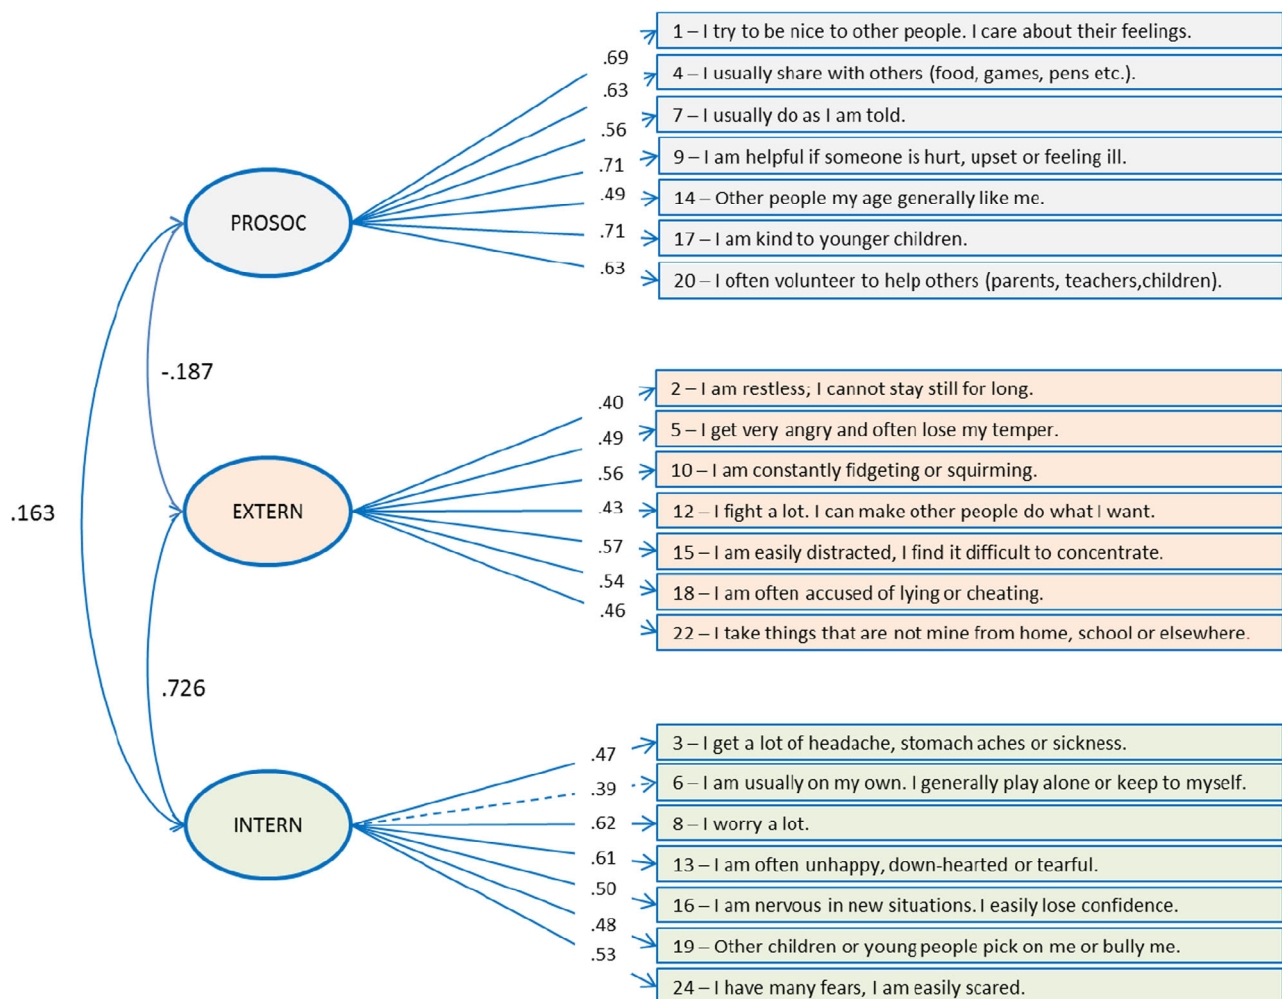 1 – I try to be nice to other people. I care about their feelings.
.69
4 – I usually share with others (food, games, pens etc.).
.63
7 – I usually do as I am told.
.56
9 – I am helpful if someone is hurt, upset or feeling ill.
.71
14 – Other people my age generally like me.
.49
PROSOC
17 – I am kind to younger children.
.71
20 – I often volunteer to help others (parents, teachers,children).
.63
-.187
2 – I am restless; I cannot stay still for long.
.40
5 – I get very angry and often lose my temper.
.49
10 – I am constantly fidgeting or squirming.
.56
12 – I fight a lot. I can make other people do what I want.
.43
EXTERN
.163
15 – I am easily distracted, I find it difficult to concentrate.
.57
18 – I am often accused of lying or cheating.
.54
22 – I take things that are not mine from home, school or elsewhere.
.46
.726
3 – I get a lot of headache, stomach aches or sickness.
.47
6 – I am usually on my own. I generally play alone or keep to myself.
.39
8 – I worry a lot.
.62
INTERN
13 – I am often unhappy, down-hearted or tearful.
.61
16 – I am nervous in new situations. I easily lose confidence.
.50
19 – Other children or young people pick on me or bully me.
.48
24 – I have many fears, I am easily scared.
.53